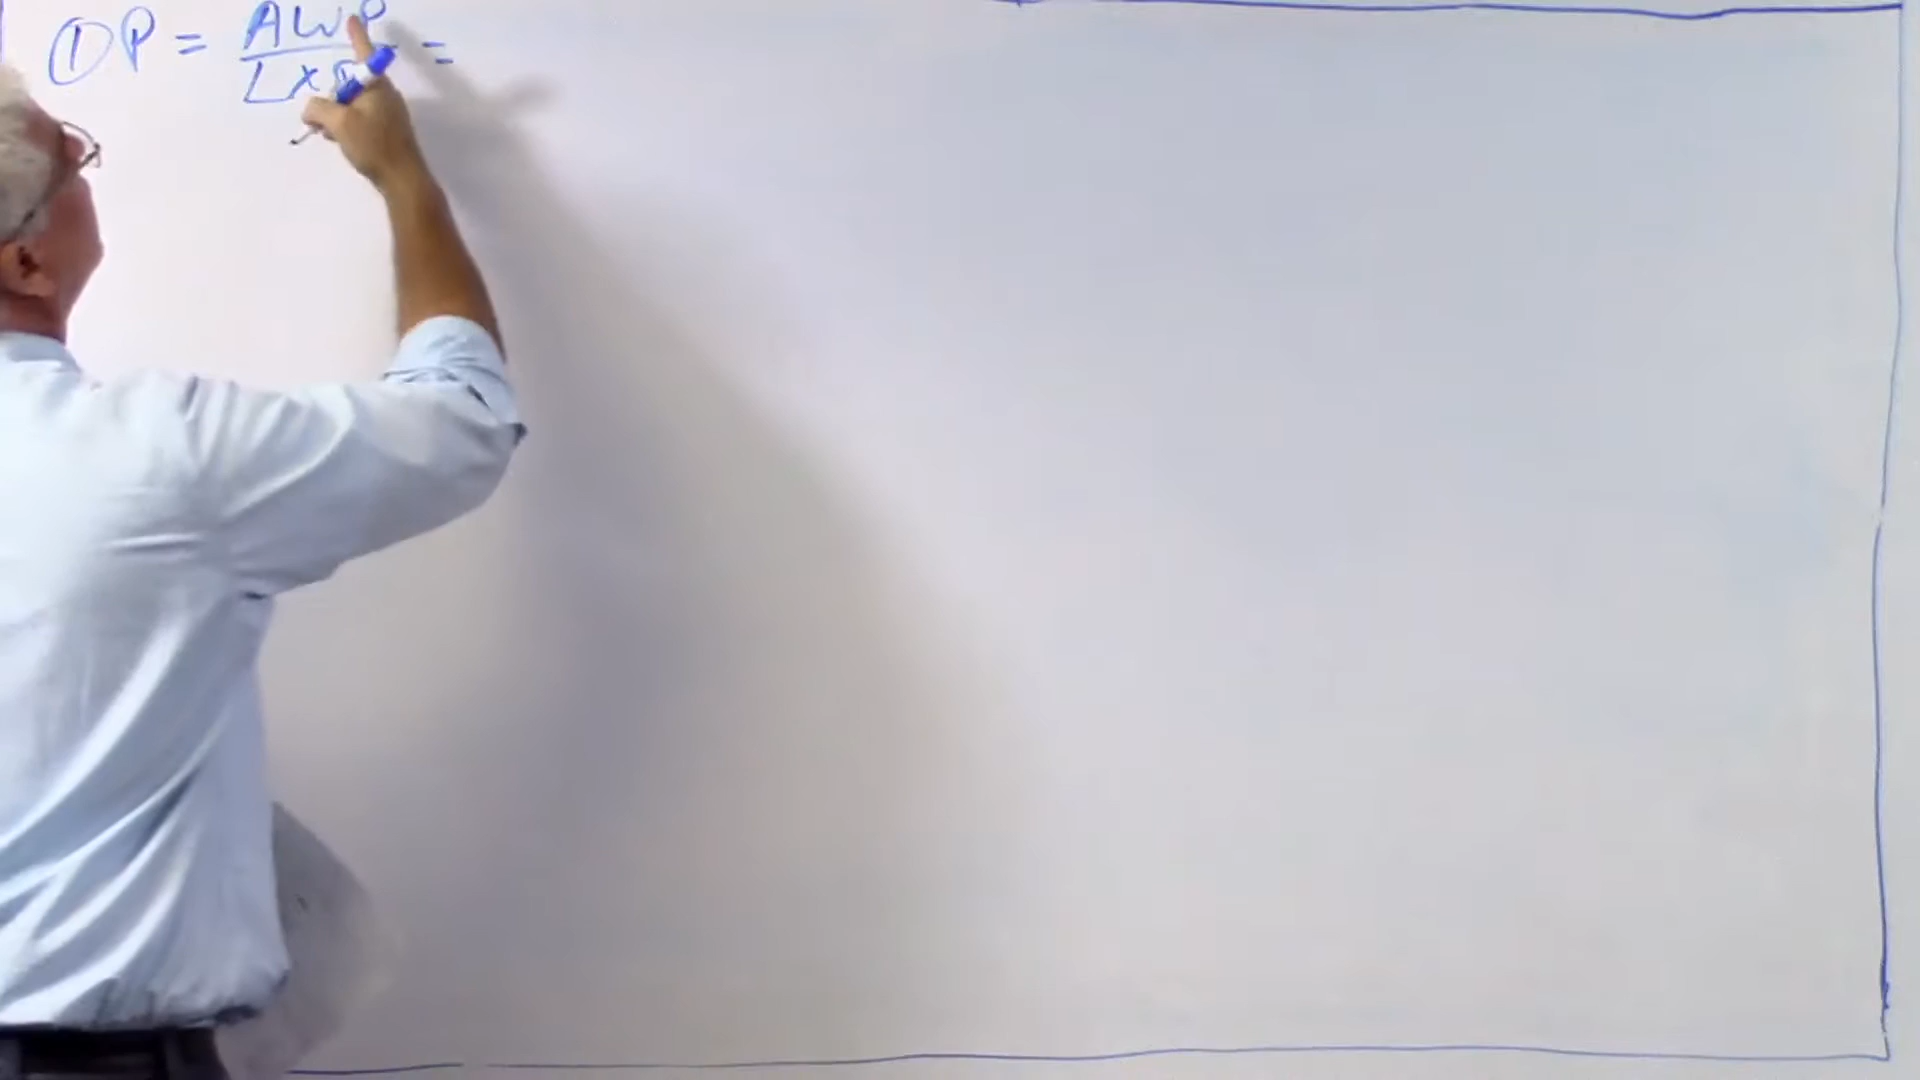 ① P = AWP / L x =